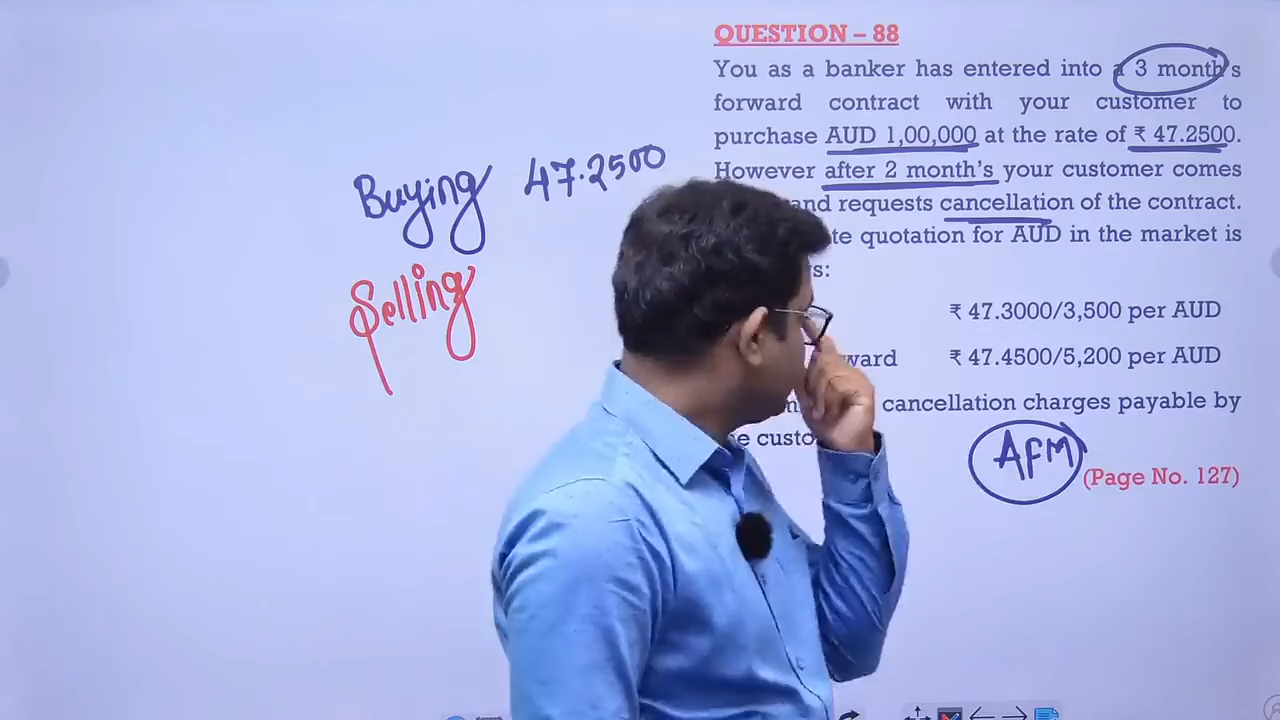 QUESTION – 88
You as a banker has entered into a 3 month's
forward contract with your customer to
purchase AUD 1,00,000 at the rate of ₹ 47.2500.
However after 2 month's your customer comes
requests cancellation of the contract.
quotation for AUD in the market is
₹ 47.3000/3,500 per AUD
₹ 47.4500/5,200 per AUD
cancellation charges payable by
AFM
(Page No. 127)
Buying 47.2500
Selling